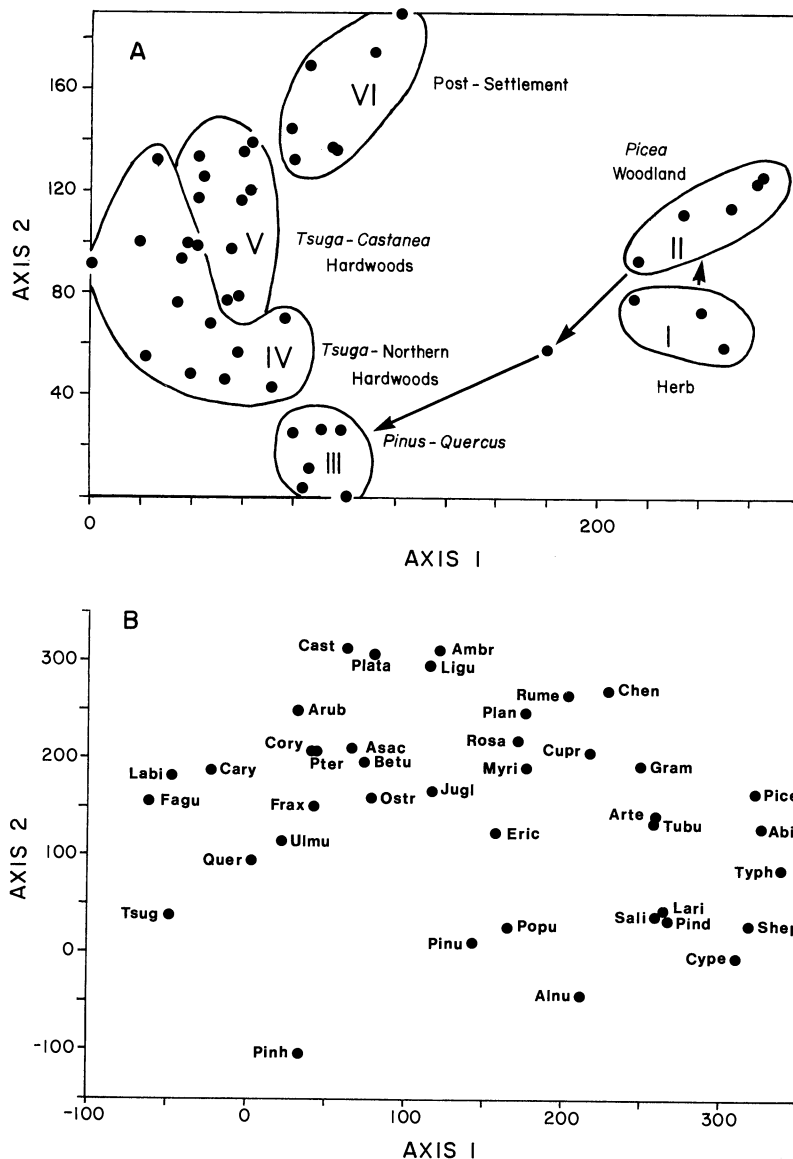 A
160
120
80
40
0
AXIS 2
VI
Post-Settlement
Picea
Woodland
II
V
Tsuga-Castanea
Hardwoods
I
Herb
IV
Tsuga-Northern
Hardwoods
III
Pinus-Quercus
0
200
AXIS 1
B
300
200
100
0
-100
AXIS 2
Cast
Plata
Ambr
Ligu
Rume
Chen
Arub
Plan
Cory
Pter
Asac
Betu
Rosa
Cupr
Labi
Cary
Myri
Gram
Fagu
Frax
Ostr
Jugl
Pice
Ulmu
Eric
Arte
Tubu
Abi
Quer
Typh
Tsug
Lari
Sali
Pind
Shep
Pinu
Popu
Cype
Alnu
Pinh
-100
0
100
200
300
AXIS 1